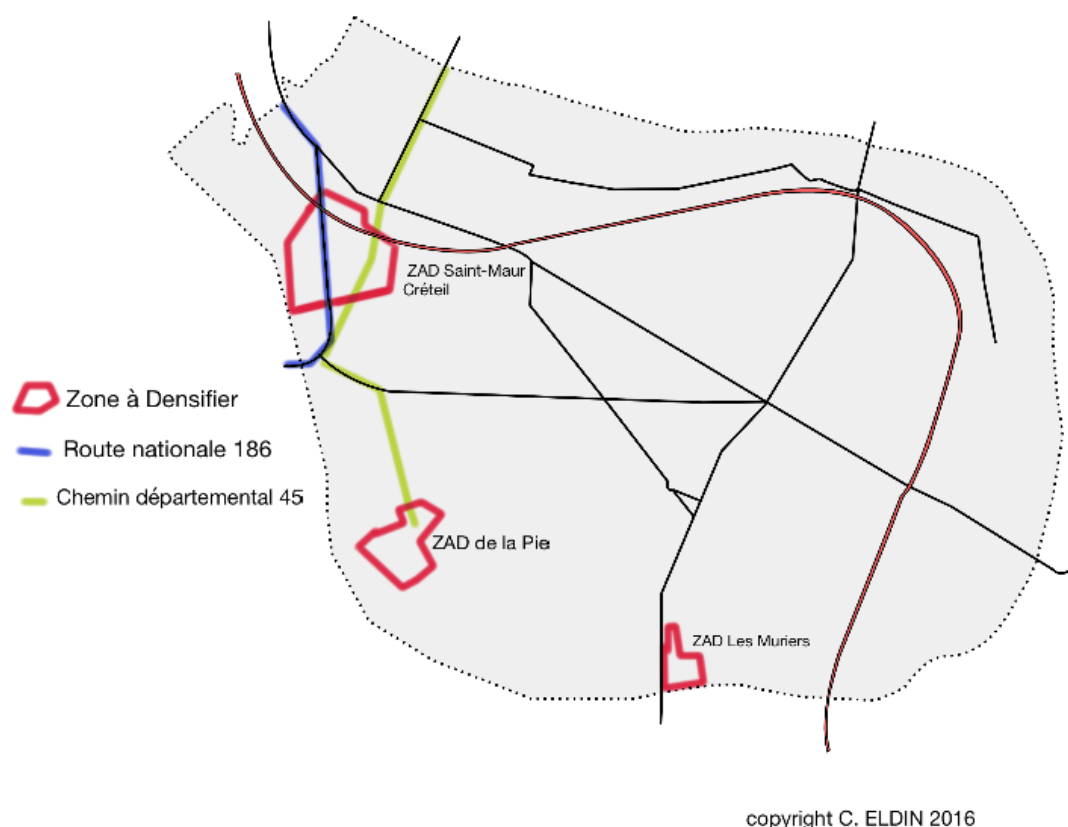 ZAD Saint-Maur
Créteil
Zone à Densifier
Route nationale 186
Chemin départemental 45
ZAD de la Pie
ZAD Les Muriers
copyright C. ELDIN 2016